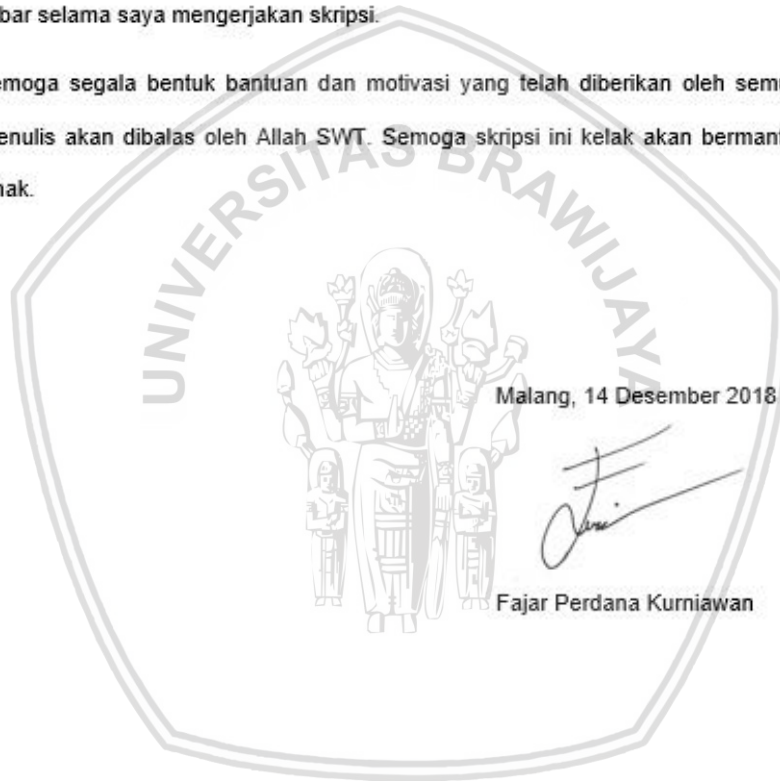 bar selama saya mengerjakan skripsi.
emoga segala bentuk bantuan dan motivasi yang telah diberikan oleh sem
enulis akan dibalas oleh Allah SWT. Semoga skripsi ini kelak akan berman
nak.
UNIVERSITAS BRAWIJAYA
Malang, 14 Desember 2018
Fajar Perdana Kurniawan